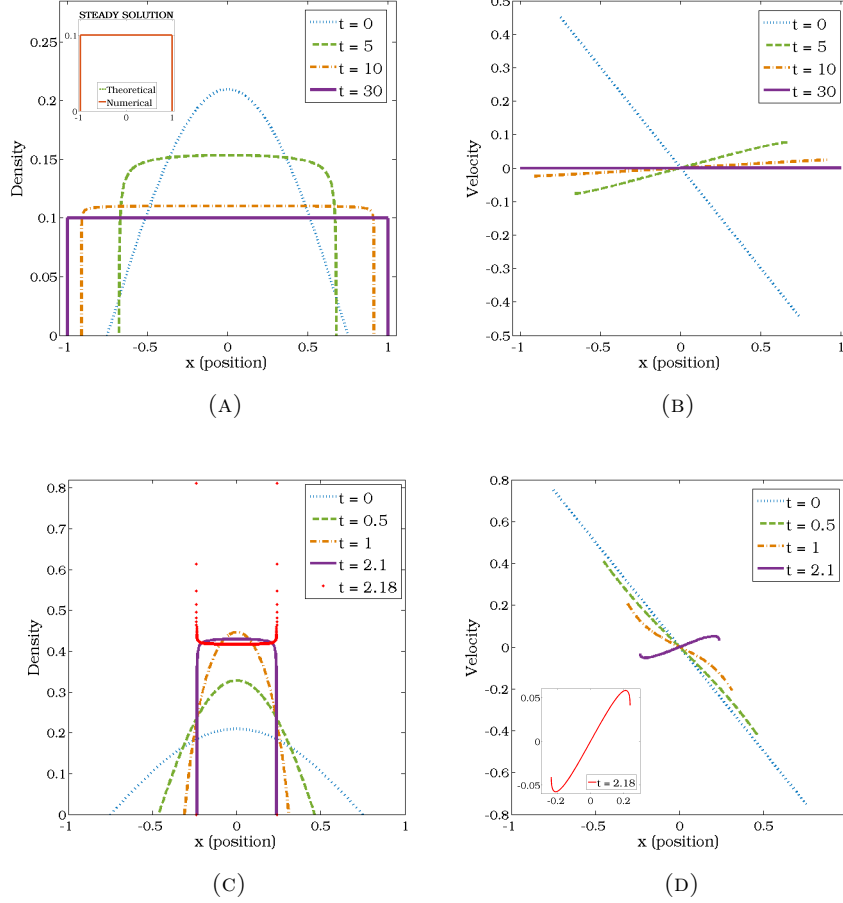 STEADY SOLUTION
0.1
0
-1
0
1
Theoretical
Numerical
t = 0
t = 5
t = 10
t = 30
0.25
0.2
0.15
0.1
0.05
0
Density
-1
-0.5
0
0.5
1
x (position)
(A)
t = 0
t = 5
t = 10
t = 30
0.5
0.4
0.3
0.2
0.1
0
-0.1
-0.2
-0.3
-0.4
-0.5
Velocity
-1
-0.5
0
0.5
1
x (position)
(B)
t = 0
t = 0.5
t = 1
t = 2.1
t = 2.18
0.8
0.7
0.6
0.5
0.4
0.3
0.2
0.1
0
Density
-1
-0.5
0
0.5
1
x (position)
(C)
t = 0
t = 0.5
t = 1
t = 2.1
0.8
0.6
0.4
0.2
0
-0.2
-0.4
-0.6
-0.8
Velocity
0.05
0
-0.05
-0.2
0
0.2
t = 2.18
-0.5
0
0.5
x (position)
(D)